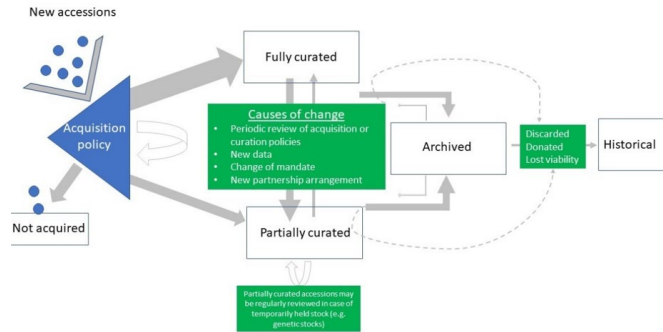 New accessions
Acquisition
policy
Not acquired
Fully curated
Causes of change
• Periodic review of acquisition or
curation policies
• New data
• Change of mandate
• New partnership arrangement
Partially curated
Partially curated accessions may
be regularly reviewed in case of
temporarily held stock (e.g.
genetic stocks)
Archived
Discarded
Donated
Lost viability
Historical